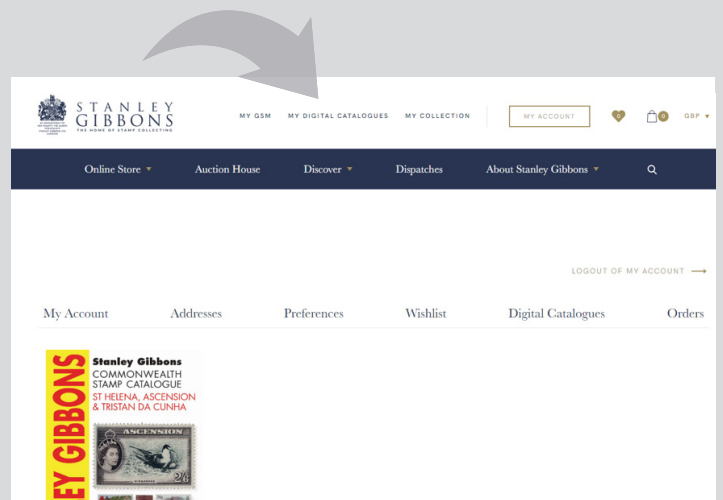 STANLEY
GIBBONS
THE HOME OF STAMP COLLECTING
MY GSM MY DIGITAL CATALOGUES MY COLLECTION MY ACCOUNT 0 0 GBP
Online Store Auction House Discover Dispatches About Stanley Gibbons
LOGOUT OF MY ACCOUNT
My Account Addresses Preferences Wishlist Digital Catalogues Orders
EY GIBBONS
Stanley Gibbons
COMMONWEALTH
STAMP CATALOGUE
ST HELENA, ASCENSION
& TRISTAN DA CUNHA
ASCENSION
2/6